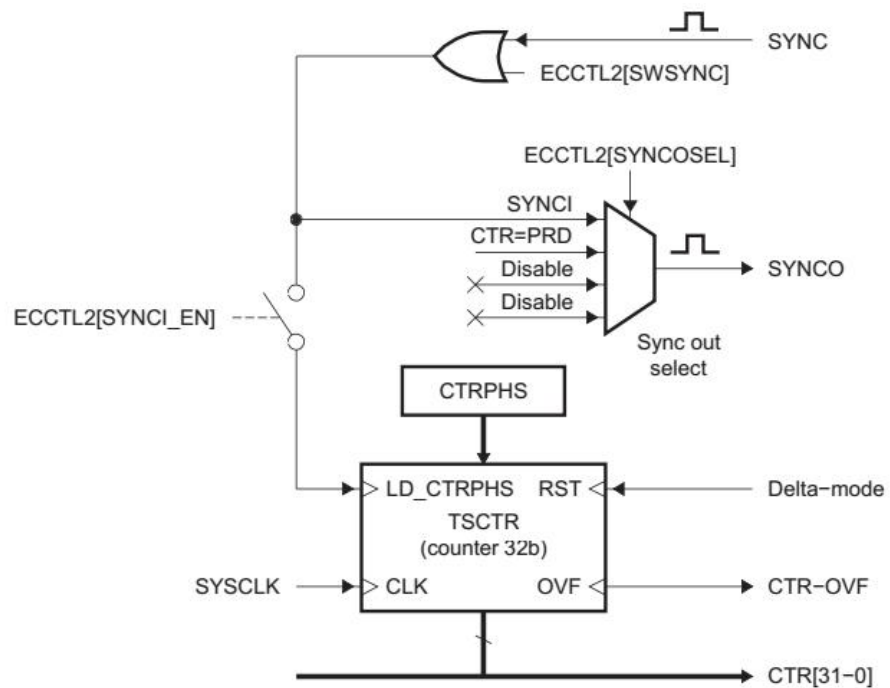 SYNC
ECCTL2[SWSYNC]
ECCTL2[SYNCOSEL]
SYNCI
CTR=PRD
Disable
SYNCO
Disable
ECCTL2[SYNCI_EN]
Sync out
select
CTRPHS
LD_CTRPHS RST
Delta−mode
TSCTR
(counter 32b)
SYSCLK
CLK OVF
CTR−OVF
CTR[31−0]